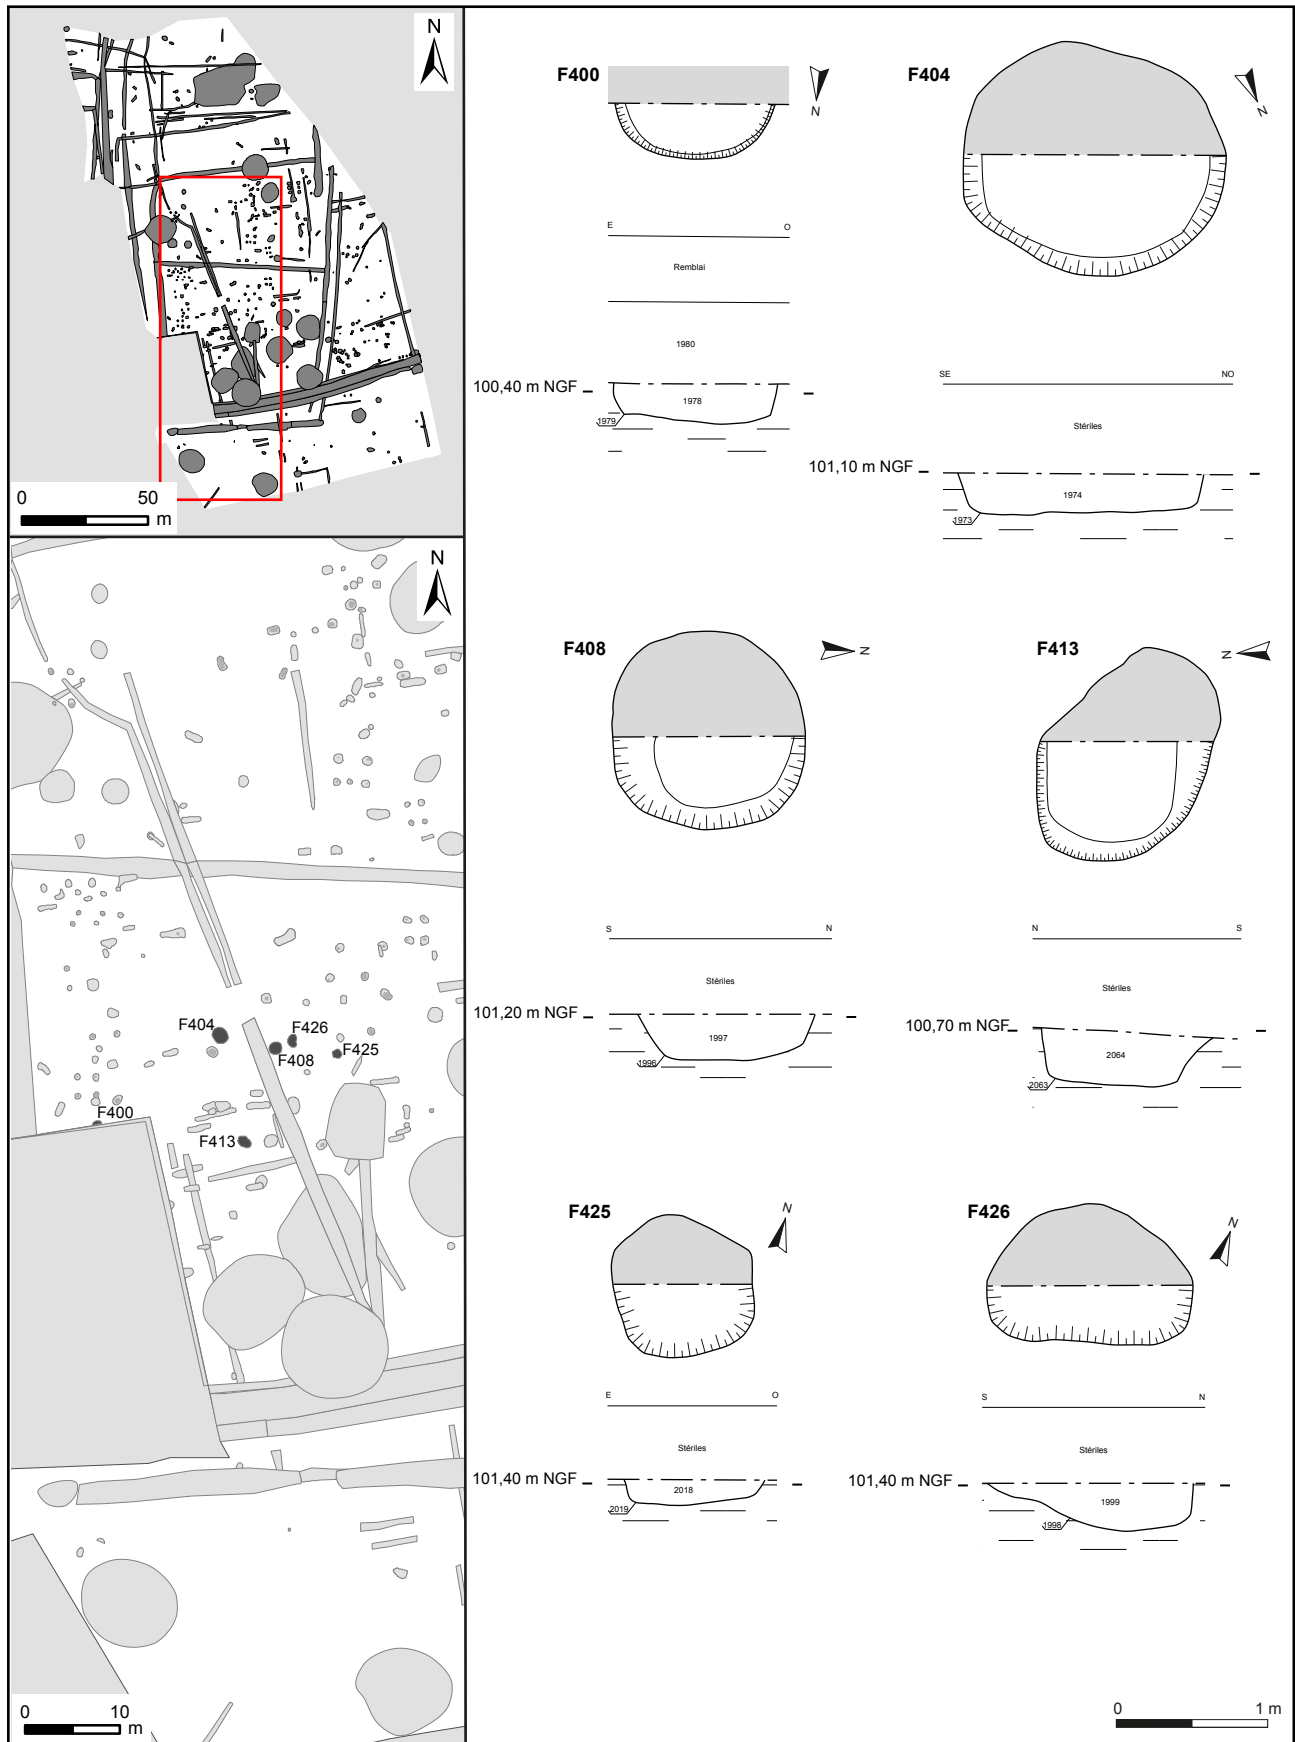 N
0 50
m
N
F404
F426
F408
F425
F400
F413
0 10
m
F400
N
E O
Remblai
1980
100,40 m NGF
1978
1979
F404
N
SE NO
Stériles
101,10 m NGF
1974
1973
F408
N
S N
Stériles
101,20 m NGF
1997
1996
F413
N
N S
Stériles
100,70 m NGF
2064
2063
F425
N
E O
Stériles
101,40 m NGF
2018
2019
F426
N
S N
Stériles
101,40 m NGF
1999
1998
0 1 m